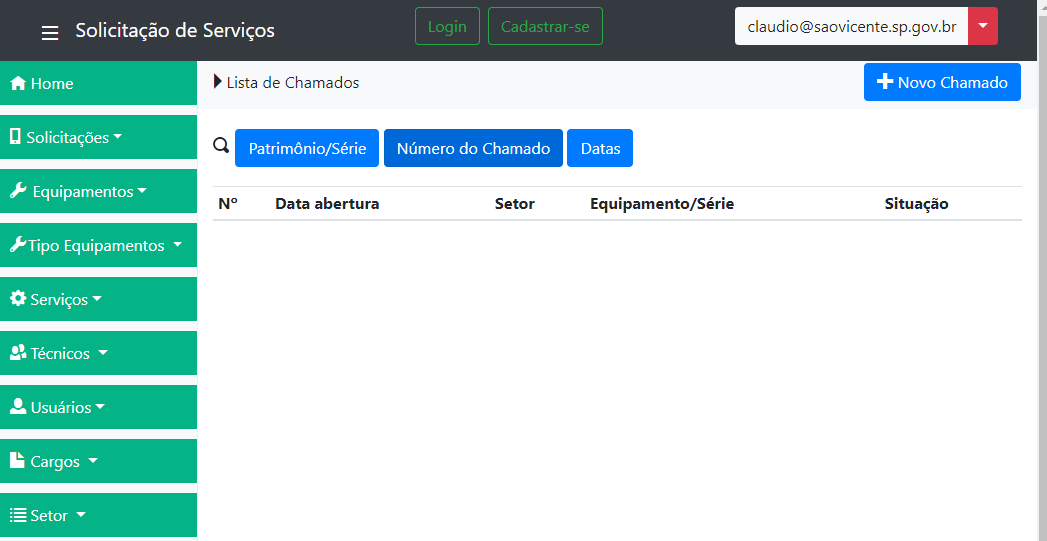 Solicitação de Serviços
Login
Cadastrar-se
claudio@saovicente.sp.gov.br
Home
Solicitações
Equipamentos
Tipo Equipamentos
Serviços
Técnicos
Usuários
Cargos
Setor
Lista de Chamados
Novo Chamado
Patrimônio/Série
Número do Chamado
Datas
Nº Data abertura Setor Equipamento/Série Situação